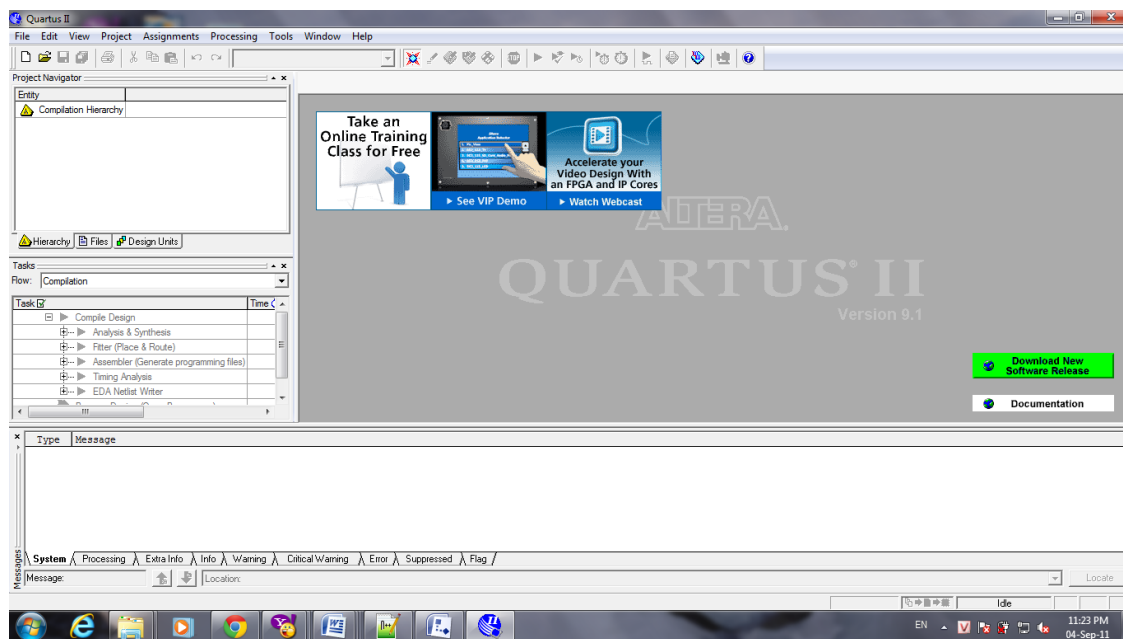 Quartus II
File Edit View Project Assignments Processing Tools Window Help
Project Navigator
Entity
Compilation Hierarchy
Hierarchy Files Design Units
Tasks
Flow: Compilation
Task Time
Compile Design
Analysis & Synthesis
Fitter (Place & Route)
Assembler (Generate programming files)
Timing Analysis
EDA Netlist Writer
Take an
Online Training
Class for Free
See VIP Demo
Accelerate your
Video Design With
an FPGA and IP Cores
Watch Webcast
ALTERA
QUARTUS II
Version 9.1
Download New
Software Release
Documentation
Type Message
System Processing Extra Info Info Warning Critical Warning Error Suppressed Flag
Messages
Message: Location: Locate
Idle
EN 11:23 PM
04-Sep-11